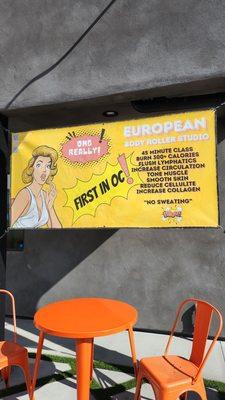 OMG
REALLY!
FIRST IN OC!
EUROPEAN
BODY ROLLER STUDIO
45 MINUTE CLASS
BURN 300+ CALORIES
FLUSH LYMPHATICS
INCREASE CIRCULATION
TONE MUSCLE
SMOOTH SKIN
REDUCE CELLULITE
INCREASE COLLAGEN
"NO SWEATING"